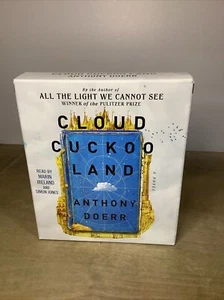 ANTHONY DOERR
By the Author of
ALL THE LIGHT WE CANNOT SEE
WINNER of the PULITZER PRIZE
CLOUD
CUCKOO
LAND
ANTHONY
DOERR
READ BY
MARIN
IRELAND
AND
SIMON JONES
A NOVEL